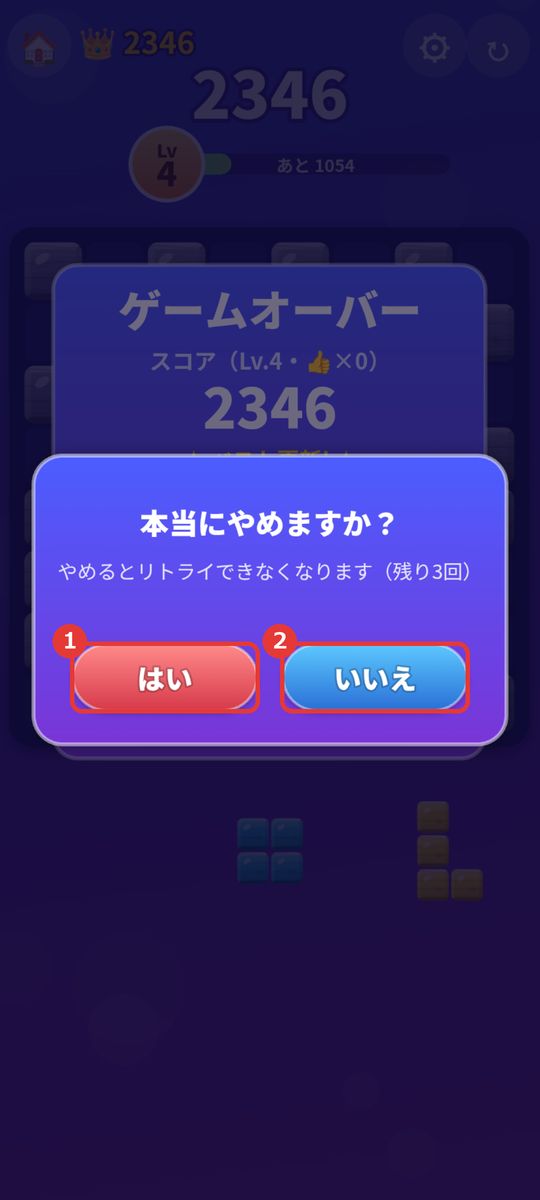 👑 2346
2346
Lv
4
あと 1054
ゲームオーバー
スコア（Lv.4・👍×0）
2346
本当にやめますか？
やめるとリトライできなくなります（残り3回）
1 2
はい いいえ